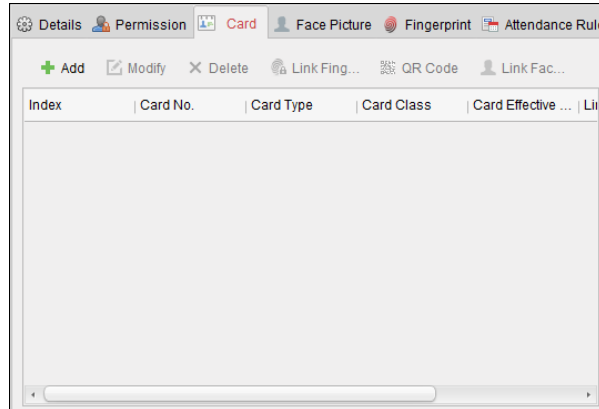 Details Permission Card Face Picture Fingerprint Attendance Rul
Add Modify Delete Link Fing... QR Code Link Fac...
Index Card No. Card Type Card Class Card Effective ... Li